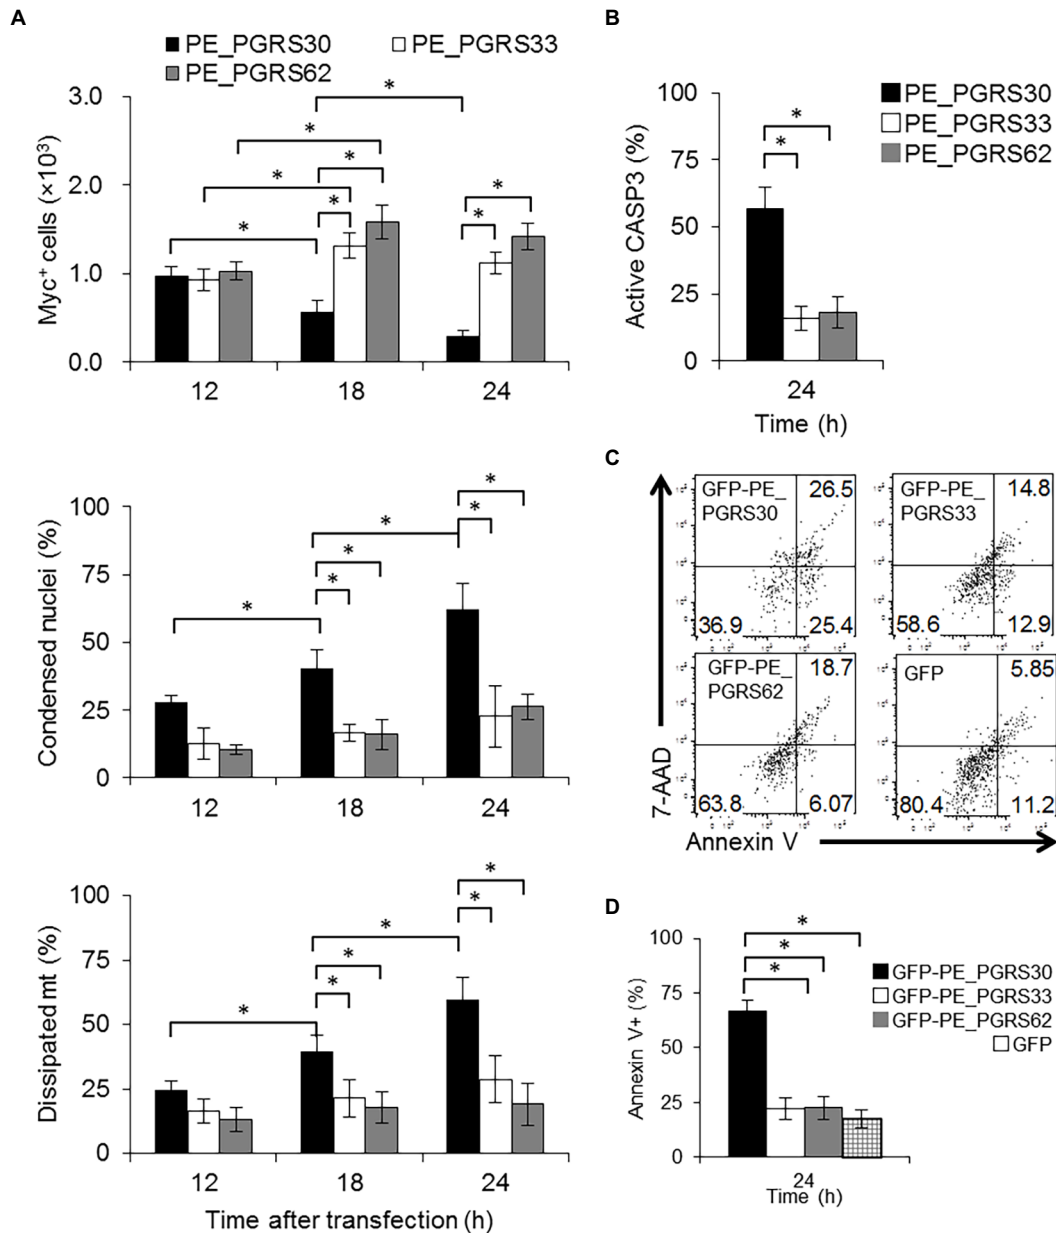 A
PE_PGRS30
PE_PGRS33
PE_PGRS62
Myc⁺ cells (×10³)
3.0
2.0
1.0
0.0
* * * * * * * *
12 18 24
Condensed nuclei (%)
100
75
50
25
0
* * * * * *
12 18 24
Dissipated mt (%)
100
75
50
25
0
* * * * * *
12 18 24
Time after transfection (h)
B
Active CASP3 (%)
100
75
50
25
0
* *
24
Time (h)
PE_PGRS30
PE_PGRS33
PE_PGRS62
C
GFP-PE_
PGRS30
26.5
36.9
25.4
GFP-PE_
PGRS33
14.8
58.6
12.9
GFP-PE_
PGRS62
18.7
63.8
6.07
GFP
5.85
80.4
11.2
7-AAD
Annexin V
D
Annexin V+ (%)
100
75
50
25
0
* * *
24
Time (h)
GFP-PE_PGRS30
GFP-PE_PGRS33
GFP-PE_PGRS62
GFP